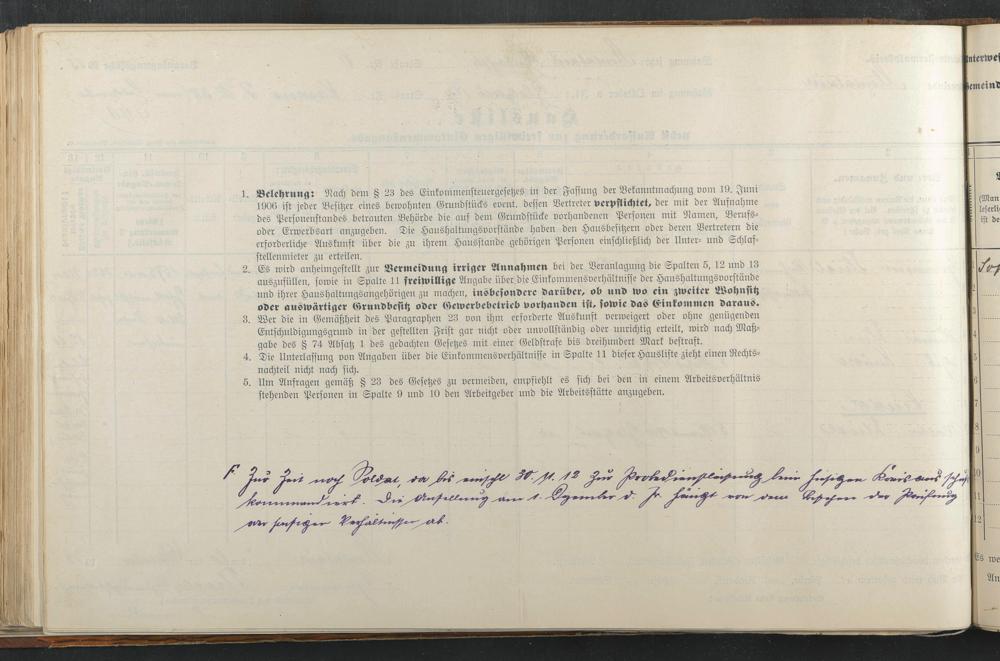 1. Belehrung: Nach dem § 23 des Einkommensteuergesetzes in der Fassung der Bekanntmachung vom 19. Juni
1906 ist jeder Besitzer eines bewohnten Grundstücks event. dessen Vertreter verpflichtet, der mit der Aufnahme
des Personenstandes betrauten Behörde die auf dem Grundstücke vorhandenen Personen mit Namen, Berufs-
oder Erwerbsart anzugeben. Die Haushaltungsvorstände haben den Hausbesitzern oder deren Vertretern die
erforderliche Auskunft über die zu ihrem Hausstande gehörigen Personen einschließlich der Unter- und Schlaf-
stellenmieter zu erteilen.
2. Es wird anheimgestellt zur Vermeidung irriger Annahmen bei der Veranlagung die Spalten 5, 12 und 13
auszufüllen, sowie in Spalte 11 freiwillige Angabe über die Einkommensverhältnisse der Haushaltungsvorstände
und ihrer Haushaltungsangehörigen zu machen, insbesondere darüber, ob und wo ein zweiter Wohnsitz
oder auswärtiger Grundbesitz oder Gewerbebetrieb vorhanden ist, sowie das Einkommen daraus.
3. Wer die in Gemäßheit des Paragraphen 23 von ihm erforderte Auskunft verweigert oder ohne genügenden
Entschuldigungsgrund in der gestellten Frist gar nicht oder unvollständig oder unrichtig erteilt, wird nach Maß-
gabe des § 74 Absatz 1 des gedachten Gesetzes mit einer Geldstrafe bis dreihundert Mark bestraft.
4. Die Unterlassung von Angaben über die Einkommensverhältnisse in Spalte 11 dieser Hausliste zieht einen Rechts-
nachteil nicht nach sich.
5. Um Anfragen gemäß § 23 des Gesetzes zu vermeiden, empfiehlt es sich bei den in einem Arbeitsverhältnis
stehenden Personen in Spalte 9 und 10 den Arbeitgeber und die Arbeitsstätte anzugeben.
Zur Zeit noch Soldat, da bis einschl 30. 11. 12 zur Probedienstleistung beim hiesigen Kreisausschuß
kommandiert. Die Anstellung am 1. Dezember d. Js. hängt von dem Bestehen der Prüfung
hiesigen Verhältnisse ab.